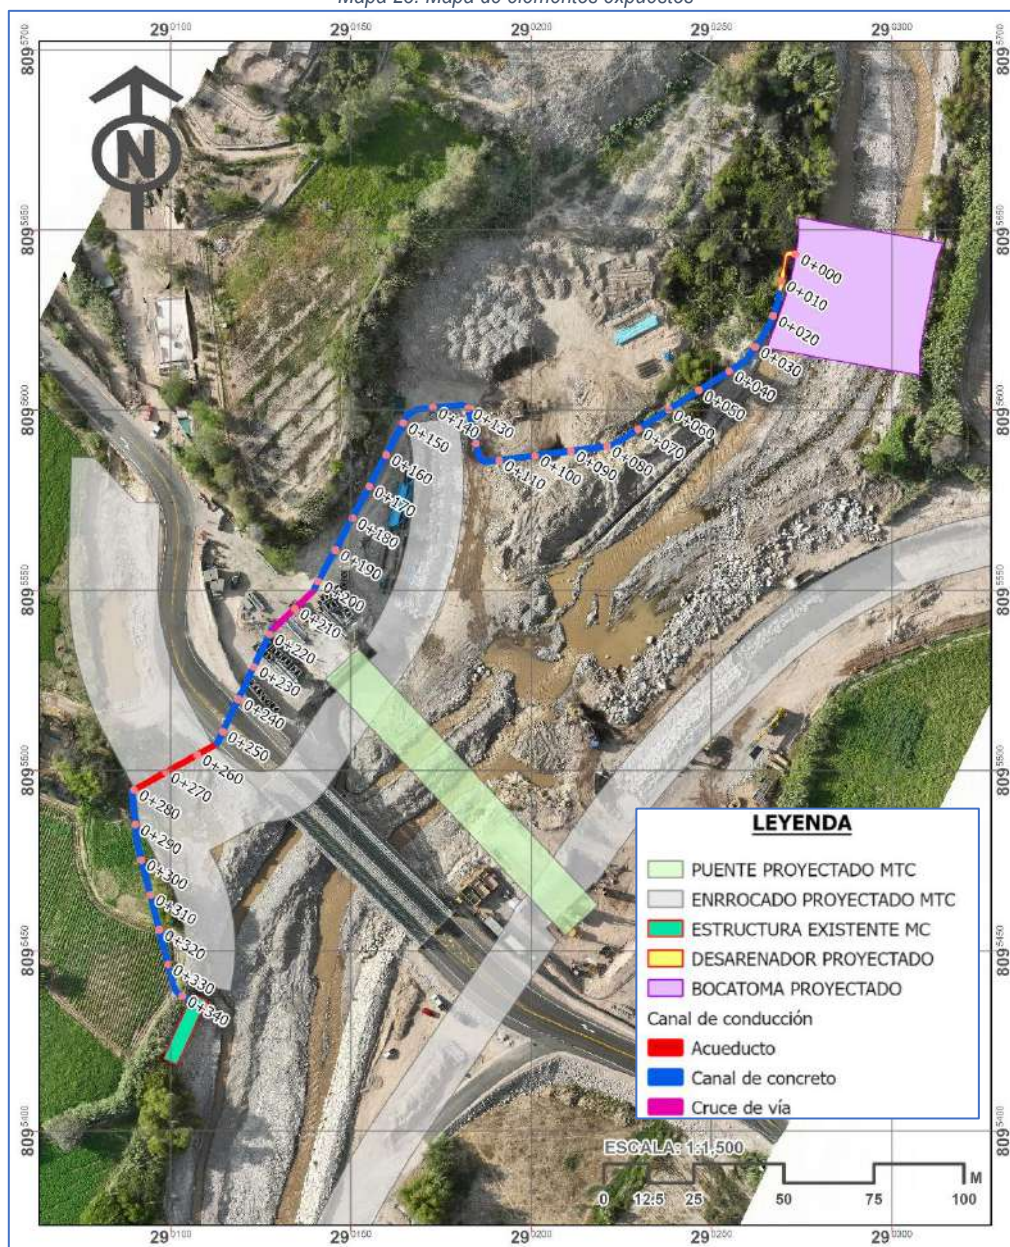 Mapa 23. Mapa de elementos expuestos
290100 290150 290200 290250 290300
8095700 8095700
N
8095650 8095650
0+000
0+010
0+020
0+030
0+040
0+050
0+060
0+070
0+080
0+090
0+100
0+110
0+130
0+140
0+150
0+160
0+170
0+180
0+190
0+200
0+210
0+220
0+230
0+240
0+250
0+260
0+270
0+280
0+290
0+300
0+310
0+320
0+330
0+340
8095600 8095600
8095550 8095550
8095500 8095500
8095450 8095450
8095400 8095400
LEYENDA
PUENTE PROYECTADO MTC
ENRROCADO PROYECTADO MTC
ESTRUCTURA EXISTENTE MC
DESARENADOR PROYECTADO
BOCATOMA PROYECTADO
Canal de conducción
Acueducto
Canal de concreto
Cruce de vía
ESCALA: 1:1,500
0 12.5 25 50 75 100 M
290100 290150 290200 290250 290300